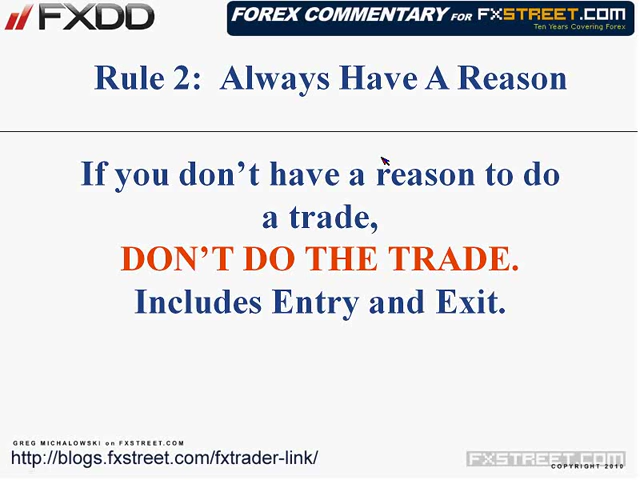 FXDD
FOREX COMMENTARY FOR FXSTREET.COM
Ten Years Covering Forex
Rule 2: Always Have A Reason
If you don’t have a reason to do
a trade,
DON’T DO THE TRADE.
Includes Entry and Exit.
GREG MICHALOWSKI on FXSTREET.COM
http://blogs.fxstreet.com/fxtrader-link/
FXSTREET.COM
COPYRIGHT 2010